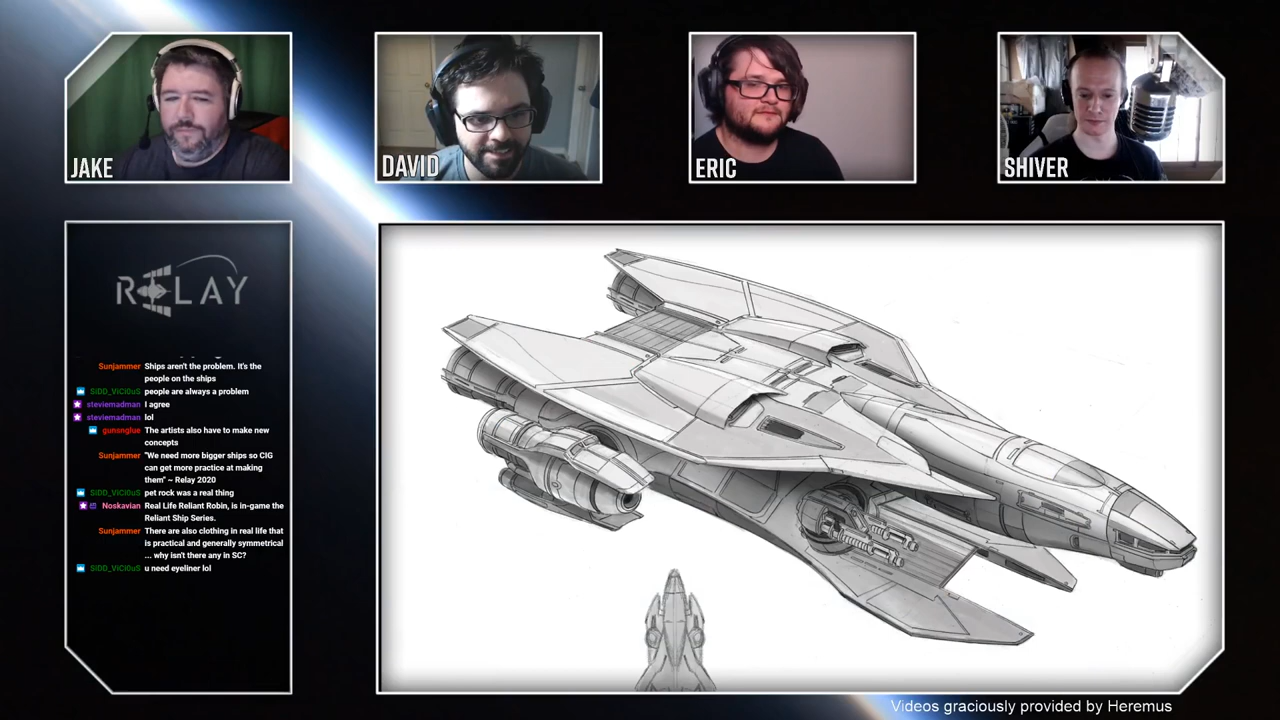 JAKE
DAVID
ERIC
SHIVER
RELAY
Sunjammer Ships aren't the problem. It's the
people on the ships
SIDD_ViCI0uS people are always a problem
steviemadman I agree
steviemadman lol
gunsnglue The artists also have to make new
concepts
Sunjammer "We need more bigger ships so CIG
can get more practice at making
them" ~ Relay 2020
SIDD_ViCI0uS pet rock was a real thing
Noskavian Real Life Reliant Robin, is in-game the
Reliant Ship Series.
Sunjammer There are also clothing in real life that
is practical and generally symmetrical
... why isn't there any in SC?
SIDD_ViCI0uS u need eyeliner lol
Videos graciously provided by Heremus